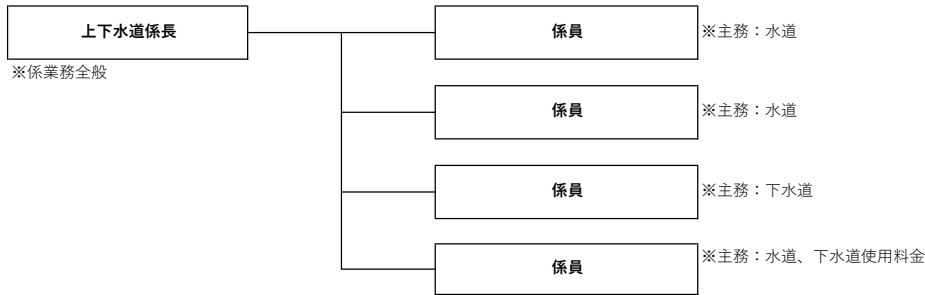 上下水道係長
※係業務全般
係員
※主務：水道
係員
※主務：水道
係員
※主務：下水道
係員
※主務：水道、下水道使用料金